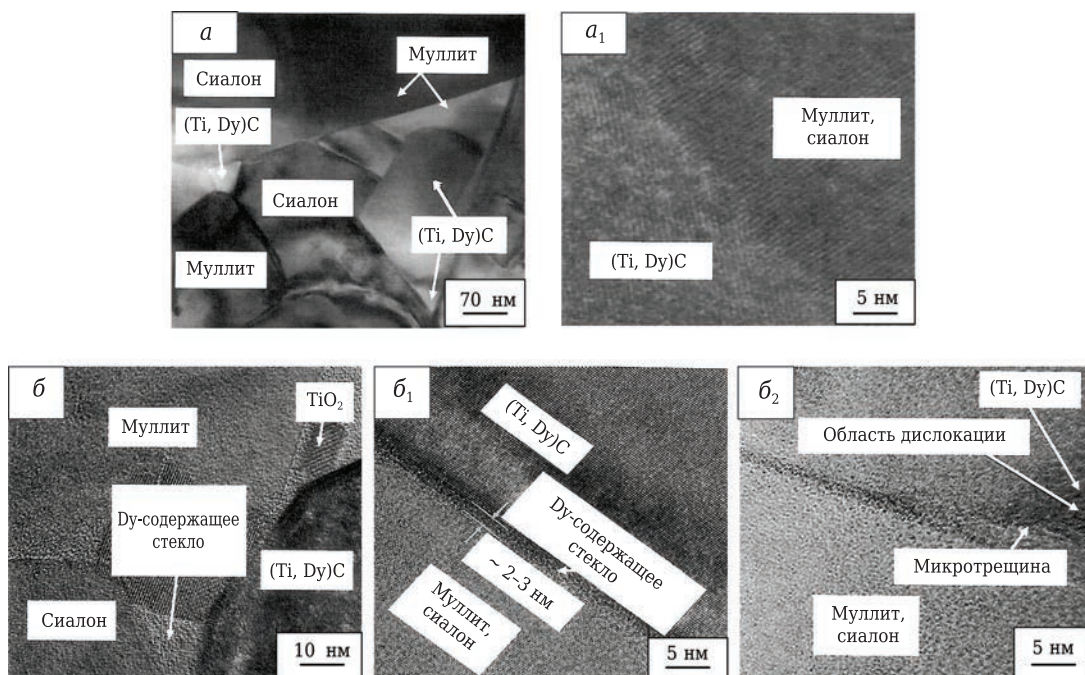 а
Муллит
Сиалон
(Ti, Dy)C
Сиалон
(Ti, Dy)C
Муллит
70 нм
а₁
Муллит,
сиалон
(Ti, Dy)C
5 нм
б
TiO₂
Муллит
Dy-содержащее
стекло
(Ti, Dy)C
Сиалон
10 нм
б₁
(Ti, Dy)C
Dy-содержащее
стекло
~ 2–3 нм
Муллит,
сиалон
5 нм
б₂
(Ti, Dy)C
Область дислокации
Микротрещина
Муллит,
сиалон
5 нм